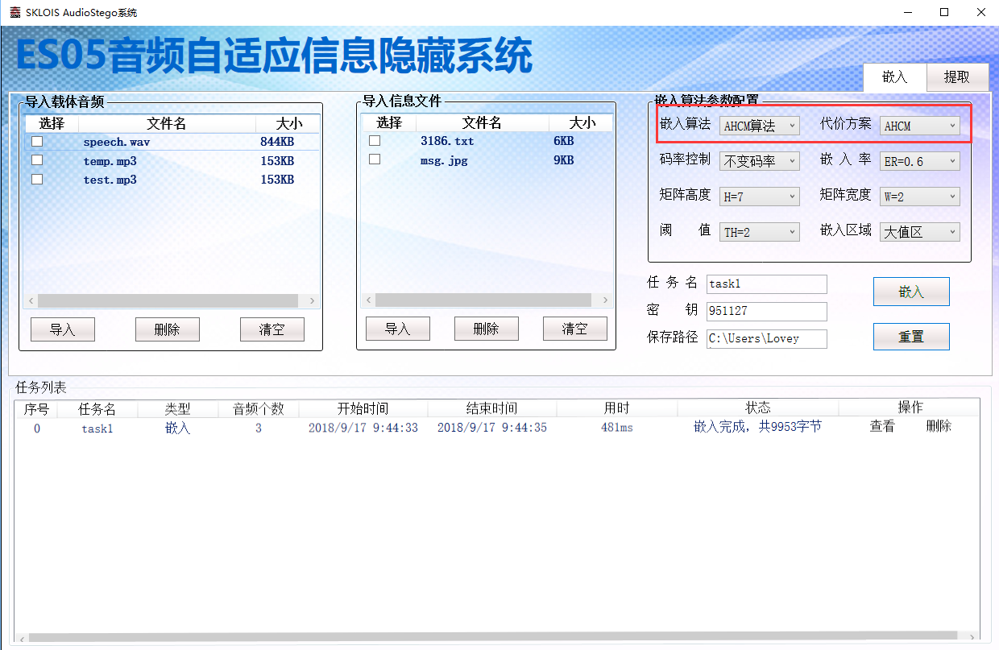 SKLOIS AudioStego系统
ES05音频自适应信息隐藏系统
嵌入 提取
导入载体音频
选择 文件名 大小
speech.wav 844KB
temp.mp3 153KB
test.mp3 153KB
导入 删除 清空
导入信息文件
选择 文件名 大小
3186.txt 6KB
msg.jpg 9KB
导入 删除 清空
嵌入算法参数配置
嵌入算法 AHCM算法 代价方案 AHCM
码率控制 不变码率 嵌 入 率 ER=0.6
矩阵高度 H=7 矩阵宽度 W=2
阈 值 TH=2 嵌入区域 大值区
任 务 名 task1
密 钥 951127
保存路径 C:\Users\Lovey
嵌入
重置
任务列表
序号 任务名 类型 音频个数 开始时间 结束时间 用时 状态 操作
0 task1 嵌入 3 2018/9/17 9:44:33 2018/9/17 9:44:35 481ms 嵌入完成，共9953字节 查看 删除